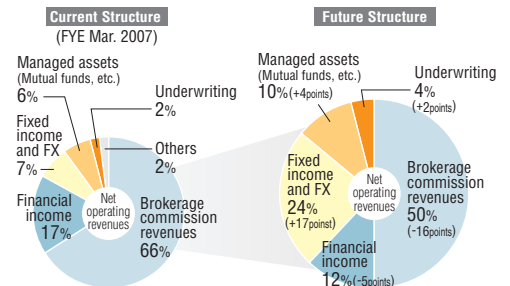 Current Structure
(FYE Mar. 2007)
Managed assets
(Mutual funds, etc.)
6%
Underwriting
2%
Fixed
income
and FX
7%
Others
2%
Financial
income
17%
Net
operating
revenues
Brokerage
commission
revenues
66%
Future Structure
Managed assets
(Mutual funds, etc.)
10%(+4points)
Underwriting
4%
(+2points)
Fixed
income
and FX
24%
(+17poinst)
Net
operating
revenues
Brokerage
commission
revenues
50%
(-16points)
Financial
income
12%(-5points)